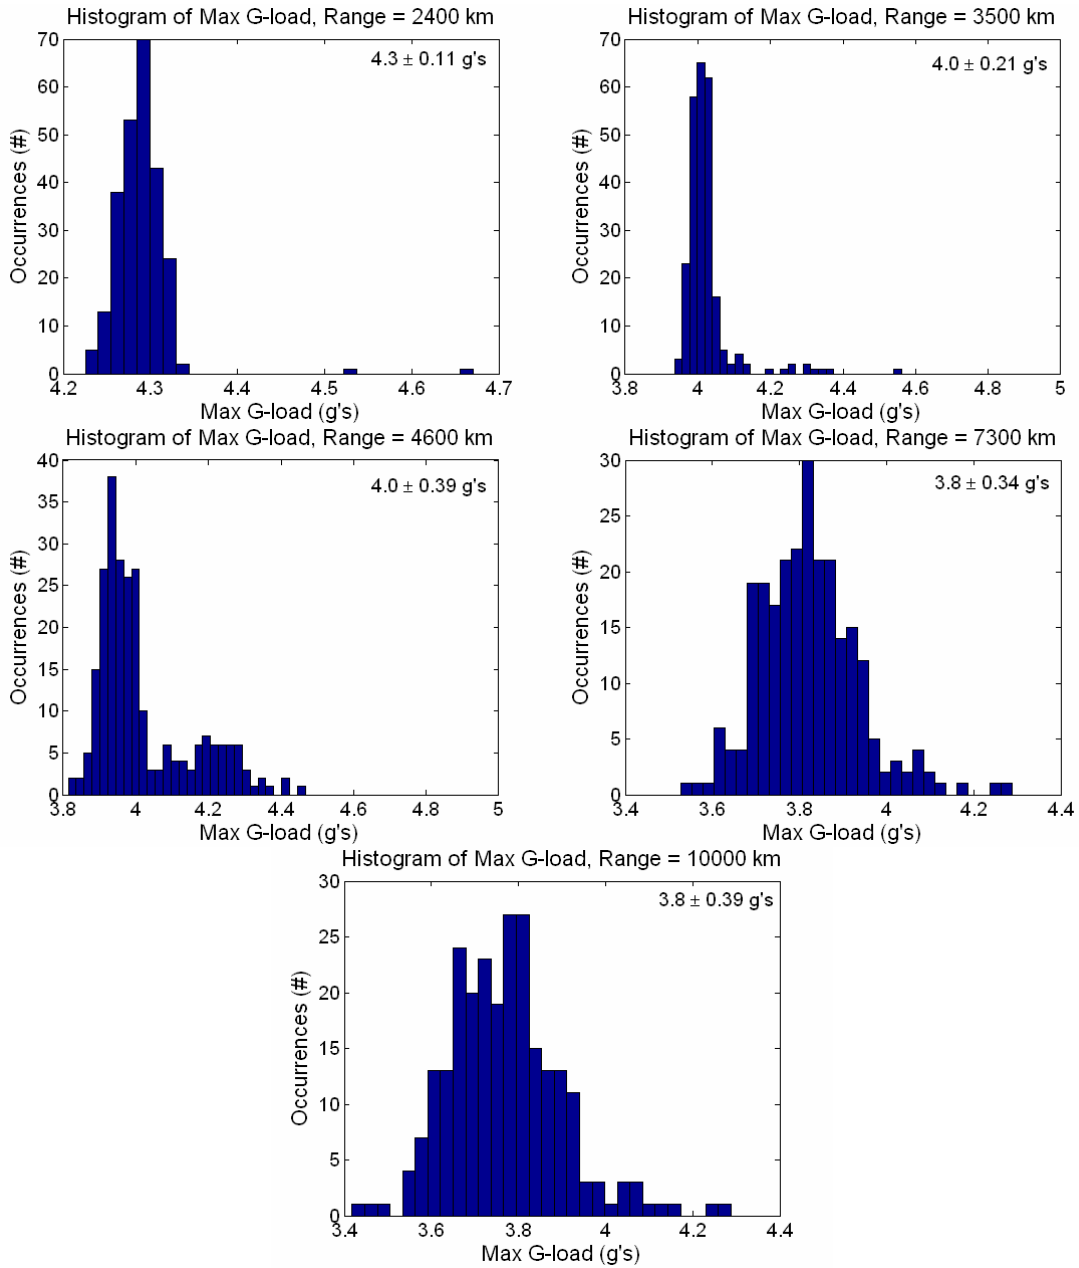 Histogram of Max G-load, Range = 2400 km
4.3 ± 0.11 g's
Occurrences (#)
70
60
50
40
30
20
10
0
4.2 4.3 4.4 4.5 4.6 4.7
Max G-load (g's)
Histogram of Max G-load, Range = 3500 km
4.0 ± 0.21 g's
Occurrences (#)
70
60
50
40
30
20
10
0
3.8 4 4.2 4.4 4.6 4.8 5
Max G-load (g's)
Histogram of Max G-load, Range = 4600 km
4.0 ± 0.39 g's
Occurrences (#)
40
35
30
25
20
15
10
5
0
3.8 4 4.2 4.4 4.6 4.8 5
Max G-load (g's)
Histogram of Max G-load, Range = 7300 km
3.8 ± 0.34 g's
Occurrences (#)
30
25
20
15
10
5
0
3.4 3.6 3.8 4 4.2 4.4
Max G-load (g's)
Histogram of Max G-load, Range = 10000 km
3.8 ± 0.39 g's
Occurrences (#)
30
25
20
15
10
5
0
3.4 3.6 3.8 4 4.2 4.4
Max G-load (g's)